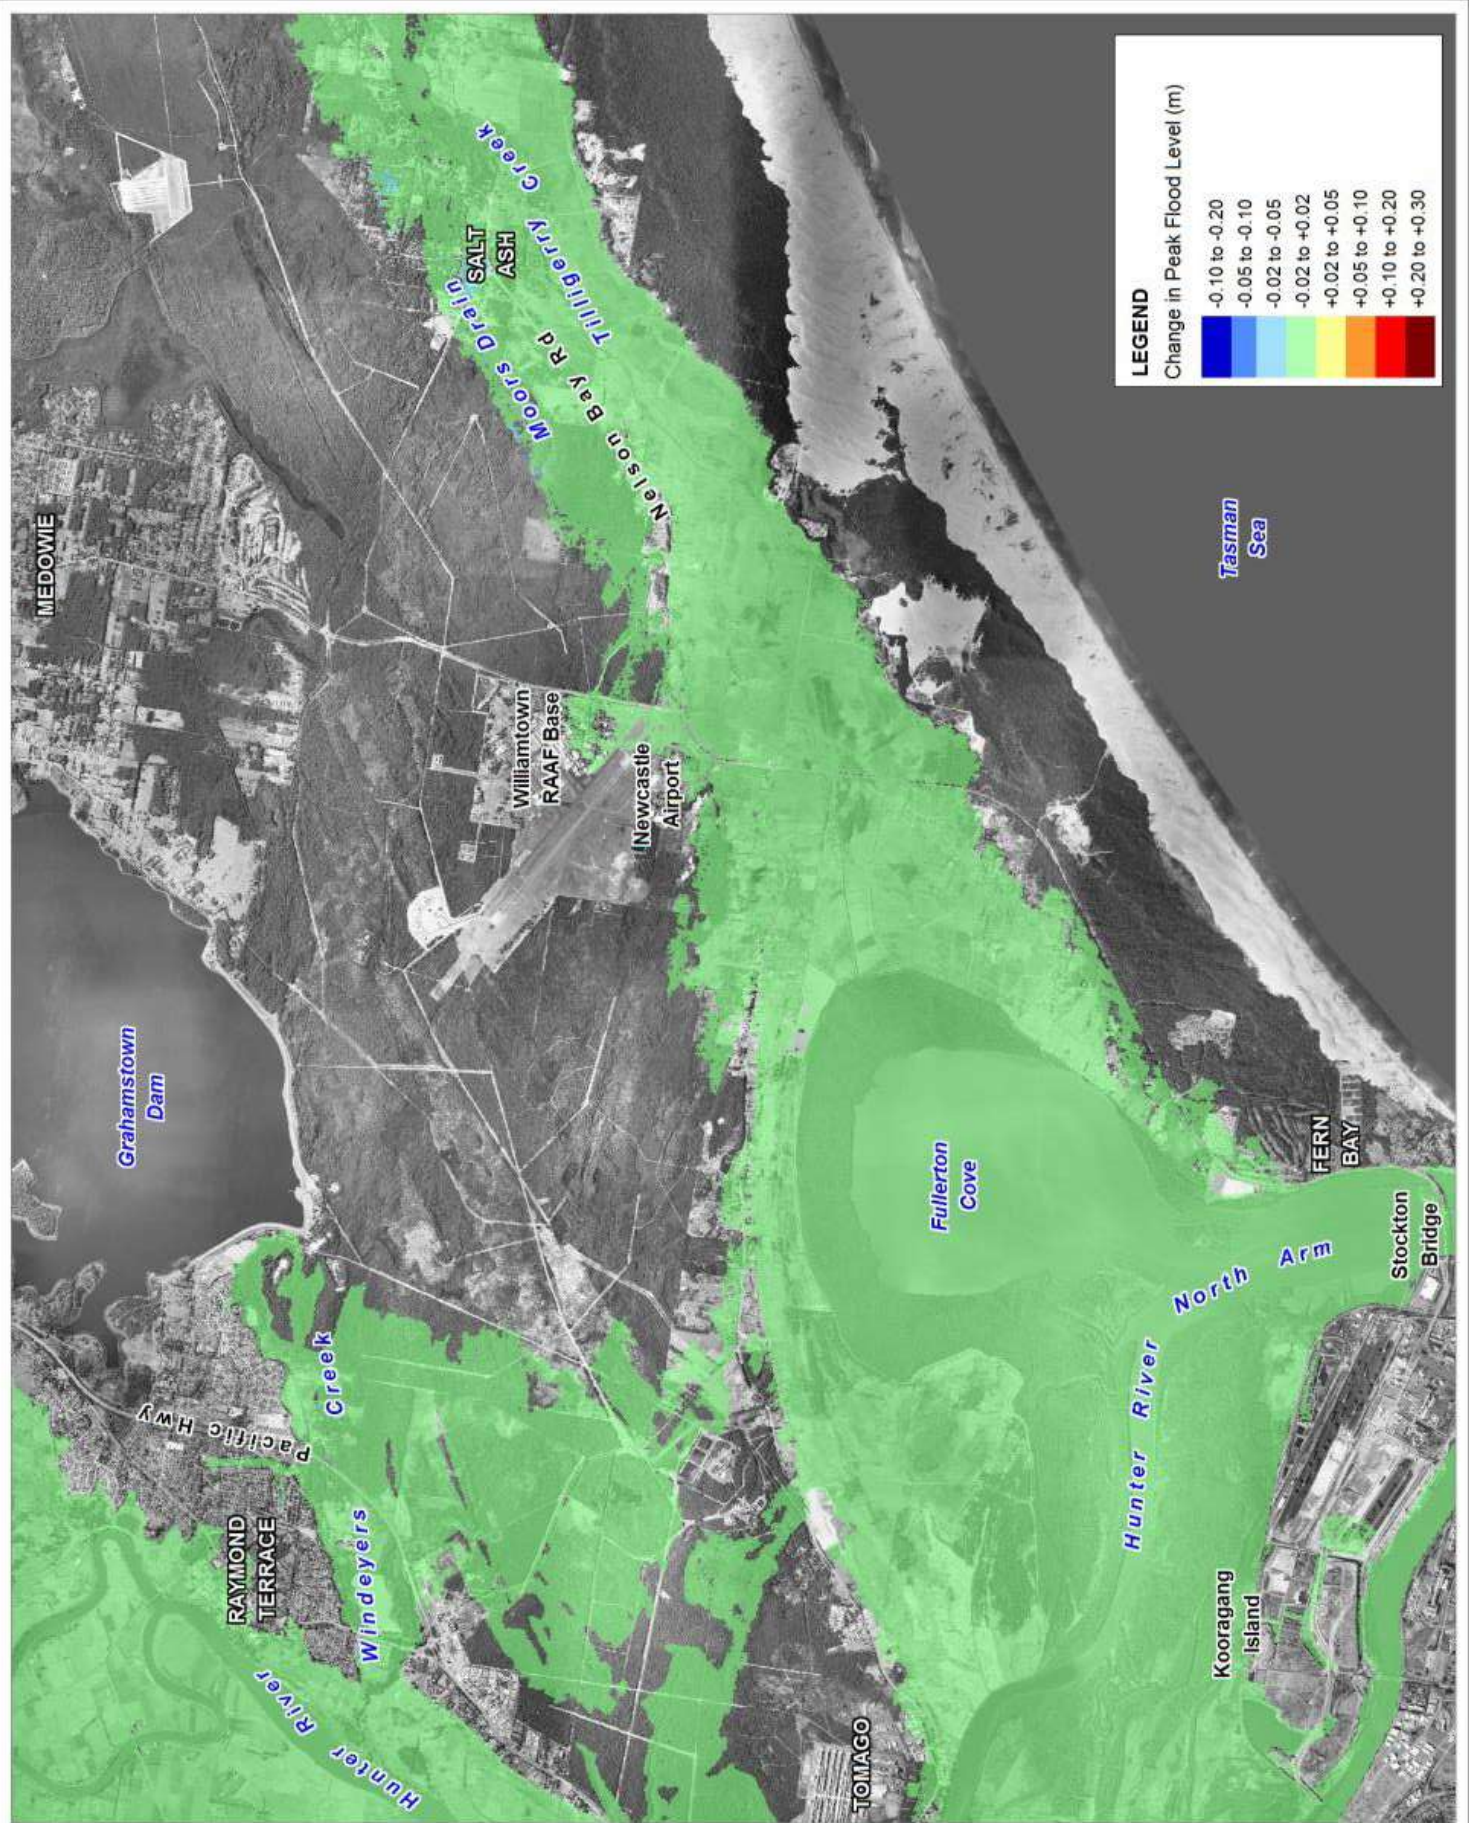 MEDOWIE
Grahamstown
Dam
Pacific Hwy
RAYMOND
TERRACE
Windeyers
Creek
Hunter River
Williamtown
RAAF Base
Newcastle
Airport
Moors Drain
SALT
ASH
Tilligerry Creek
Nelson Bay Rd
Fullerton
Cove
TOMAGO
Hunter River
North Arm
Kooragang
Island
FERN
BAY
Stockton
Bridge
Tasman
Sea
LEGEND
Change in Peak Flood Level (m)
-0.10 to -0.20
-0.05 to -0.10
-0.02 to -0.05
-0.02 to +0.02
+0.02 to +0.05
+0.05 to +0.10
+0.10 to +0.20
+0.20 to +0.30